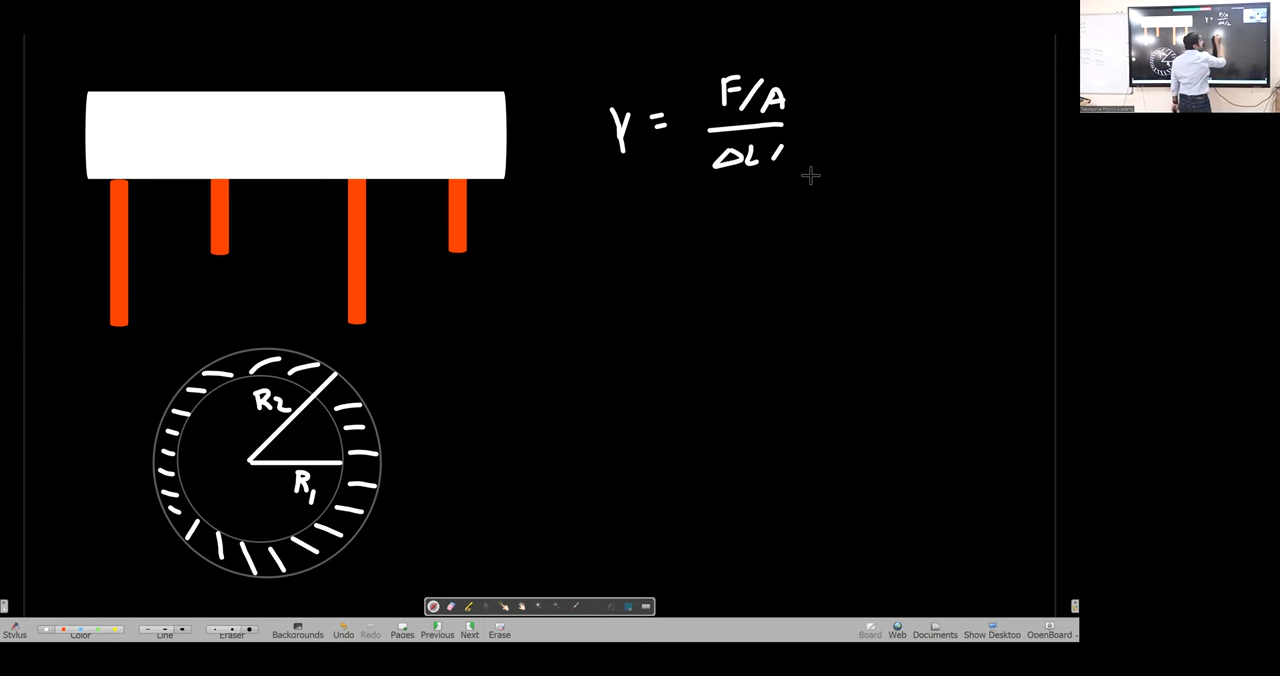 Y = F/A
ΔL/
R2
R1
Stylus Color Line Eraser Backgrounds Undo Redo Pages Previous Next Erase Board Web Documents Show Desktop OpenBoard